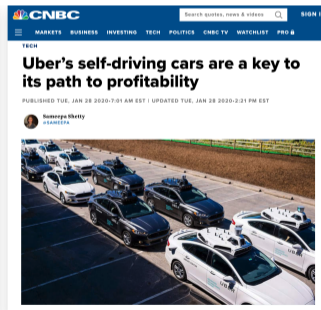 CNBC
Search quotes, news & videos
SIGN I
MARKETS BUSINESS INVESTING TECH POLITICS CNBC TV WATCHLIST PRO
TECH
Uber's self-driving cars are a key to
its path to profitability
PUBLISHED TUE, JAN 28 2020-7:01 AM EST | UPDATED TUE, JAN 28 2020-2:21 PM EST
Sameepa Shetty
@SAMEEPA